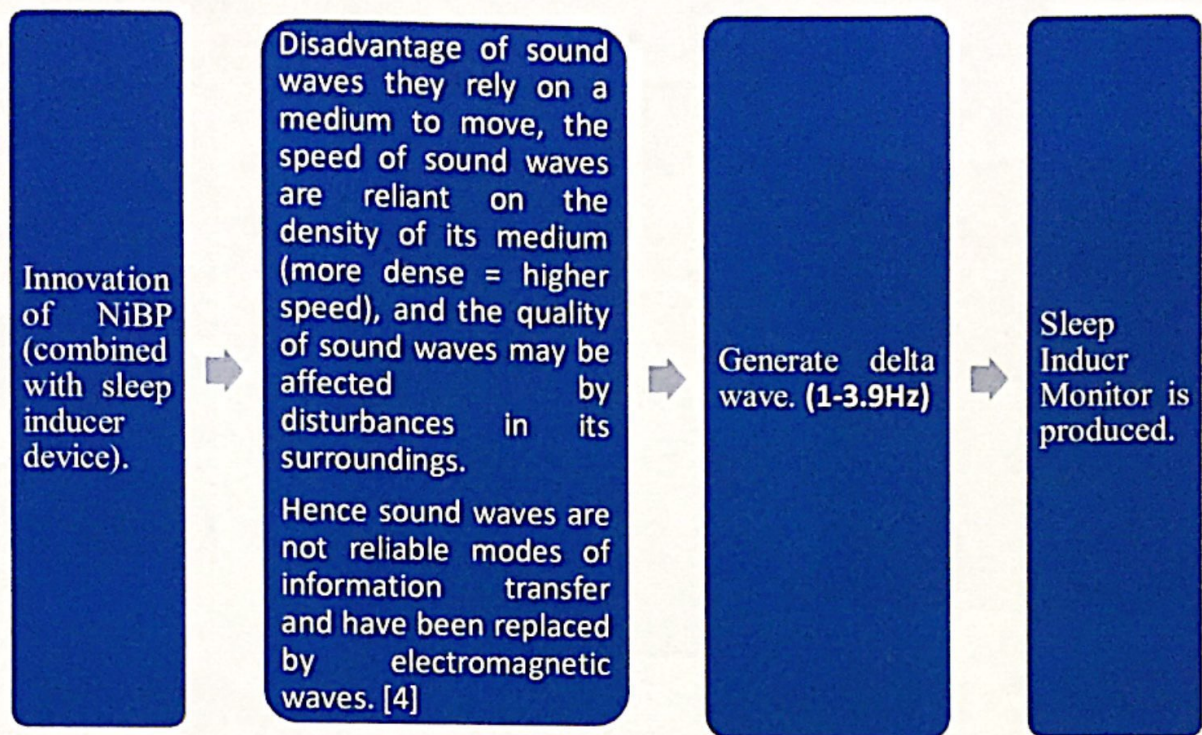 Innovation
of NiBP
(combined
with sleep
inducer
device).
Disadvantage of sound
waves they rely on a
medium to move, the
speed of sound waves
are reliant on the
density of its medium
(more dense = higher
speed), and the quality
of sound waves may be
affected by
disturbances in its
surroundings.
Hence sound waves are
not reliable modes of
information transfer
and have been replaced
by electromagnetic
waves. [4]
Generate delta
wave. (1-3.9Hz)
Sleep
Inducr
Monitor is
produced.